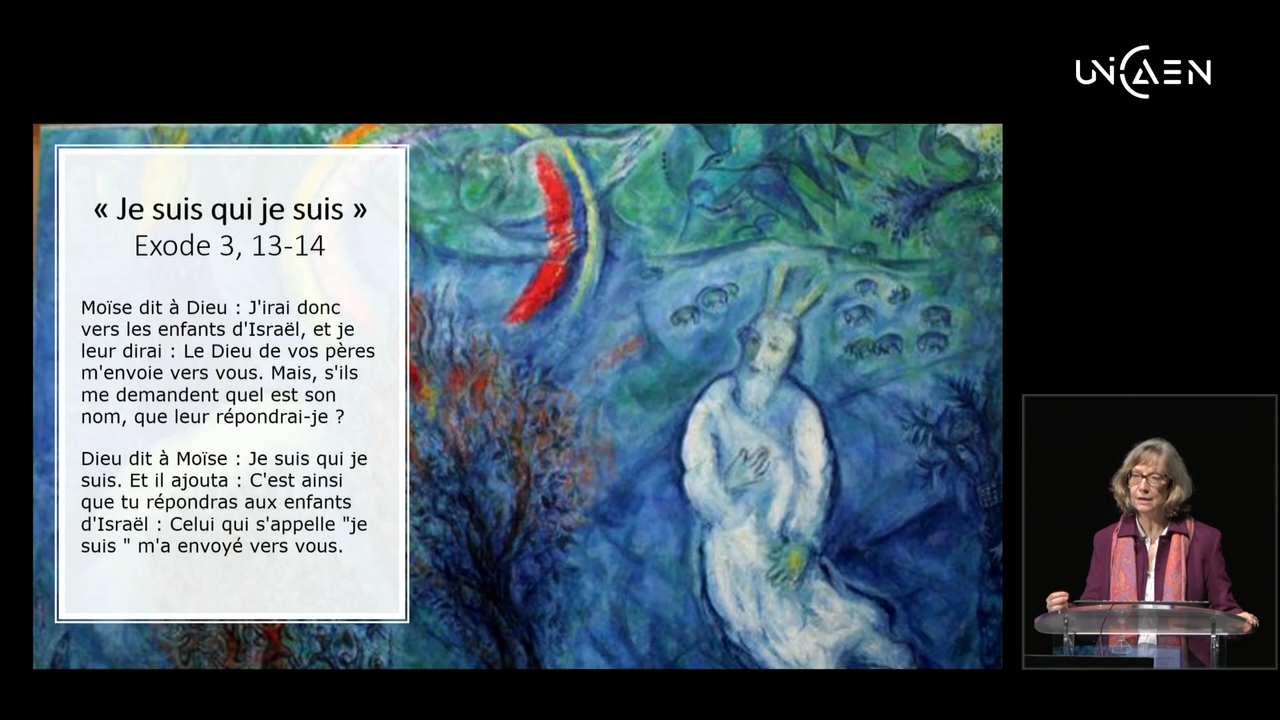 UNICAEN
« Je suis qui je suis »
Exode 3, 13-14
Moïse dit à Dieu : J'irai donc
vers les enfants d'Israël, et je
leur dirai : Le Dieu de vos pères
m'envoie vers vous. Mais, s'ils
me demandent quel est son
nom, que leur répondrai-je ?
Dieu dit à Moïse : Je suis qui je
suis. Et il ajouta : C'est ainsi
que tu répondras aux enfants
d'Israël : Celui qui s'appelle "je
suis " m'a envoyé vers vous.